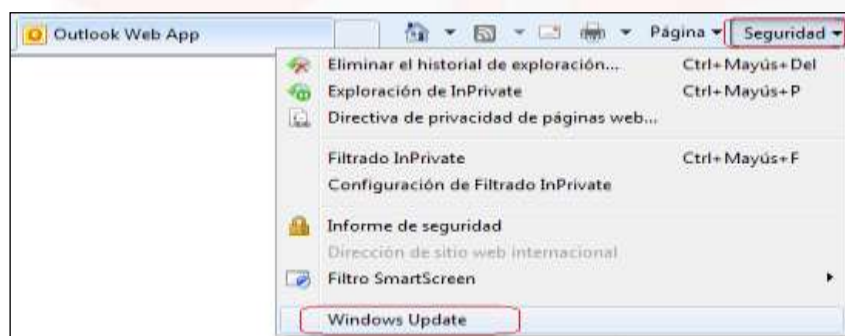 Outlook Web App
Página Seguridad
Eliminar el historial de exploración... Ctrl+Mayús+Del
Exploración de InPrivate Ctrl+Mayús+P
Directiva de privacidad de páginas web...
Filtrado InPrivate Ctrl+Mayús+F
Configuración de Filtrado InPrivate
Informe de seguridad
Dirección de sitio web internacional
Filtro SmartScreen
Windows Update